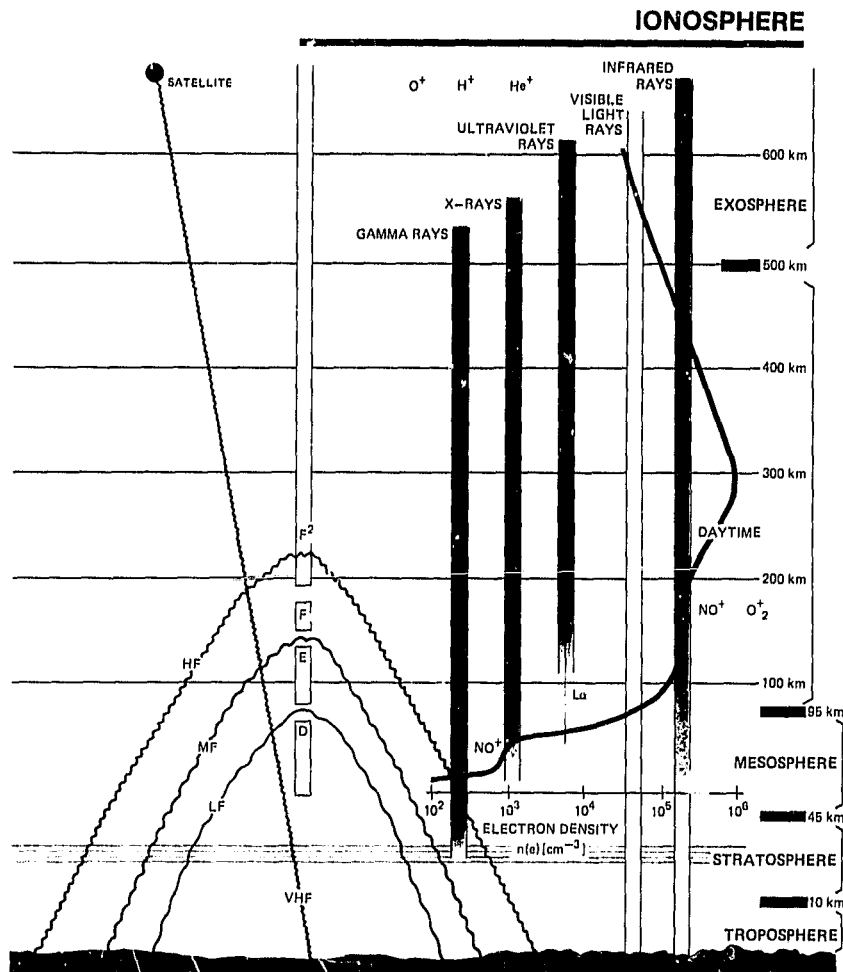 IONOSPHERE
SATELLITE
O+ H+ He+
INFRARED
RAYS
VISIBLE
LIGHT
RAYS
ULTRAVIOLET
RAYS
600 km
X-RAYS
EXOSPHERE
GAMMA RAYS
500 km
400 km
300 km
F2
DAYTIME
200 km
F
NO+ O2+
HF
E
100 km
Lα
95 km
D
NO+
MF
MESOSPHERE
LF
10² 10³ 10⁴ 10⁵ 10⁶
45 km
ELECTRON DENSITY
n(e) [cm⁻³]
STRATOSPHERE
VHF
10 km
TROPOSPHERE